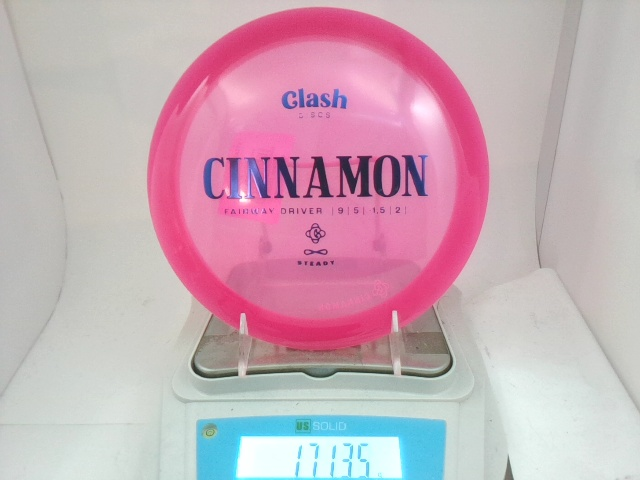 Clash
DISCS
CINNAMON
FAIRWAY DRIVER | 9 | 5 | -1.5 | 2 |
STEADY
US SOLID
171.35